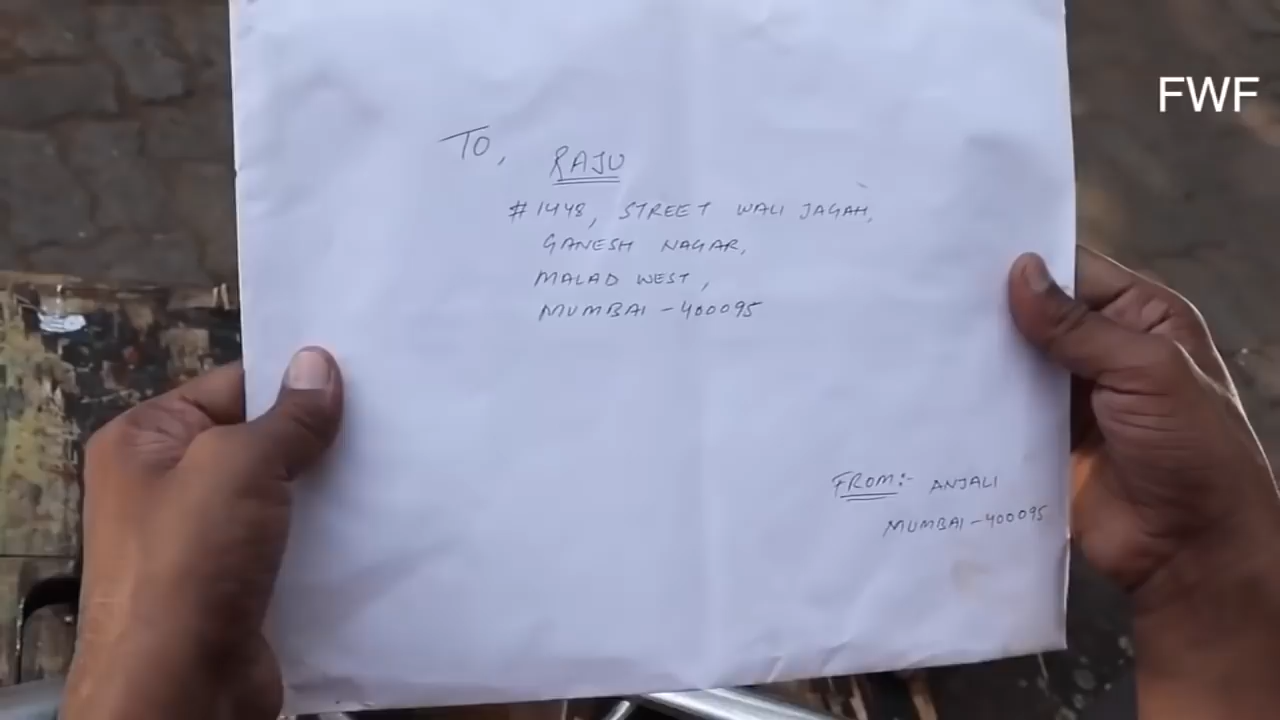 FWF
TO,
RAJU
#1448, STREET WALI JAGAH,
GANESH NAGAR,
MALAD WEST,
MUMBAI - 400095
FROM:- ANJALI
MUMBAI - 400095